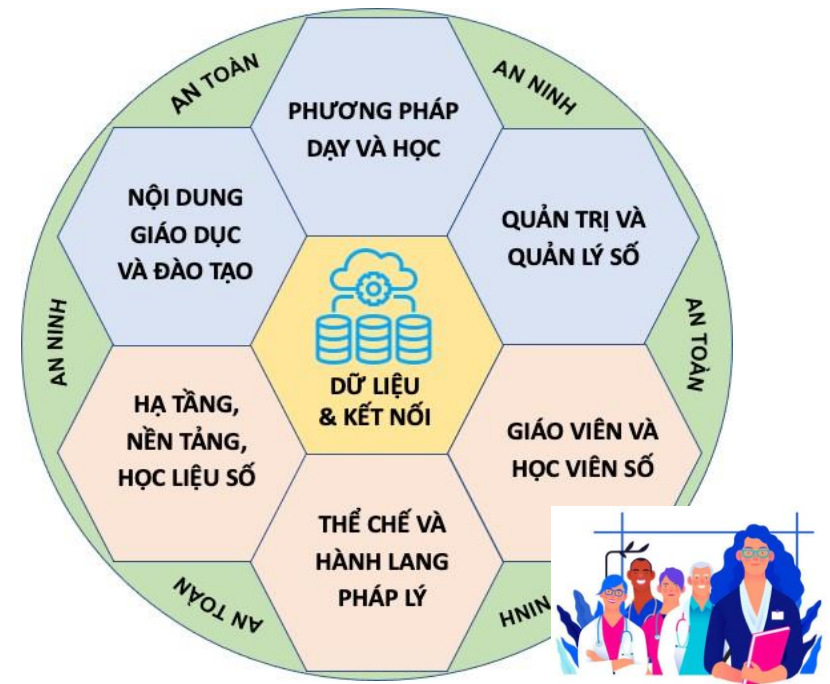 AN TOÀN
AN NINH
PHƯƠNG PHÁP
DẠY VÀ HỌC
NỘI DUNG
GIÁO DỤC
VÀ ĐÀO TẠO
QUẢN TRỊ VÀ
QUẢN LÝ SỐ
AN NINH
AN TOÀN
DỮ LIỆU
& KẾT NỐI
HẠ TẦNG,
NỀN TẢNG,
HỌC LIỆU SỐ
GIÁO VIÊN VÀ
HỌC VIÊN SỐ
THỂ CHẾ VÀ
HÀNH LANG
PHÁP LÝ
AN TOÀN
NINH